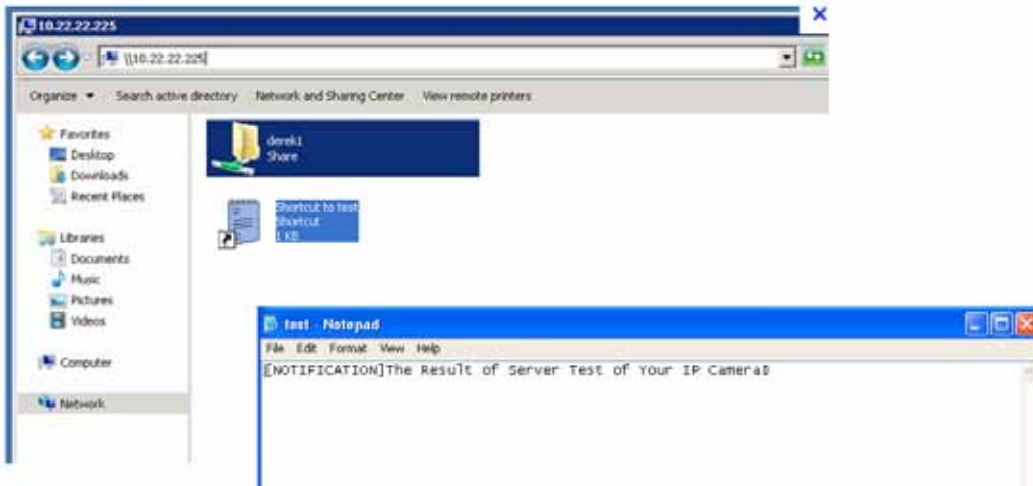 10.22.22.225
\\10.22.22.225
Organize Search active directory Network and Sharing Center View remote printers
Favorites
Desktop
Downloads
Recent Places
Libraries
Documents
Music
Pictures
Videos
Computer
Network
derek1
Share
Shortcut to test
Shortcut
1 KB
test - Notepad
File Edit Format View Help
[NOTIFICATION]The Result of Server Test of Your IP Camera